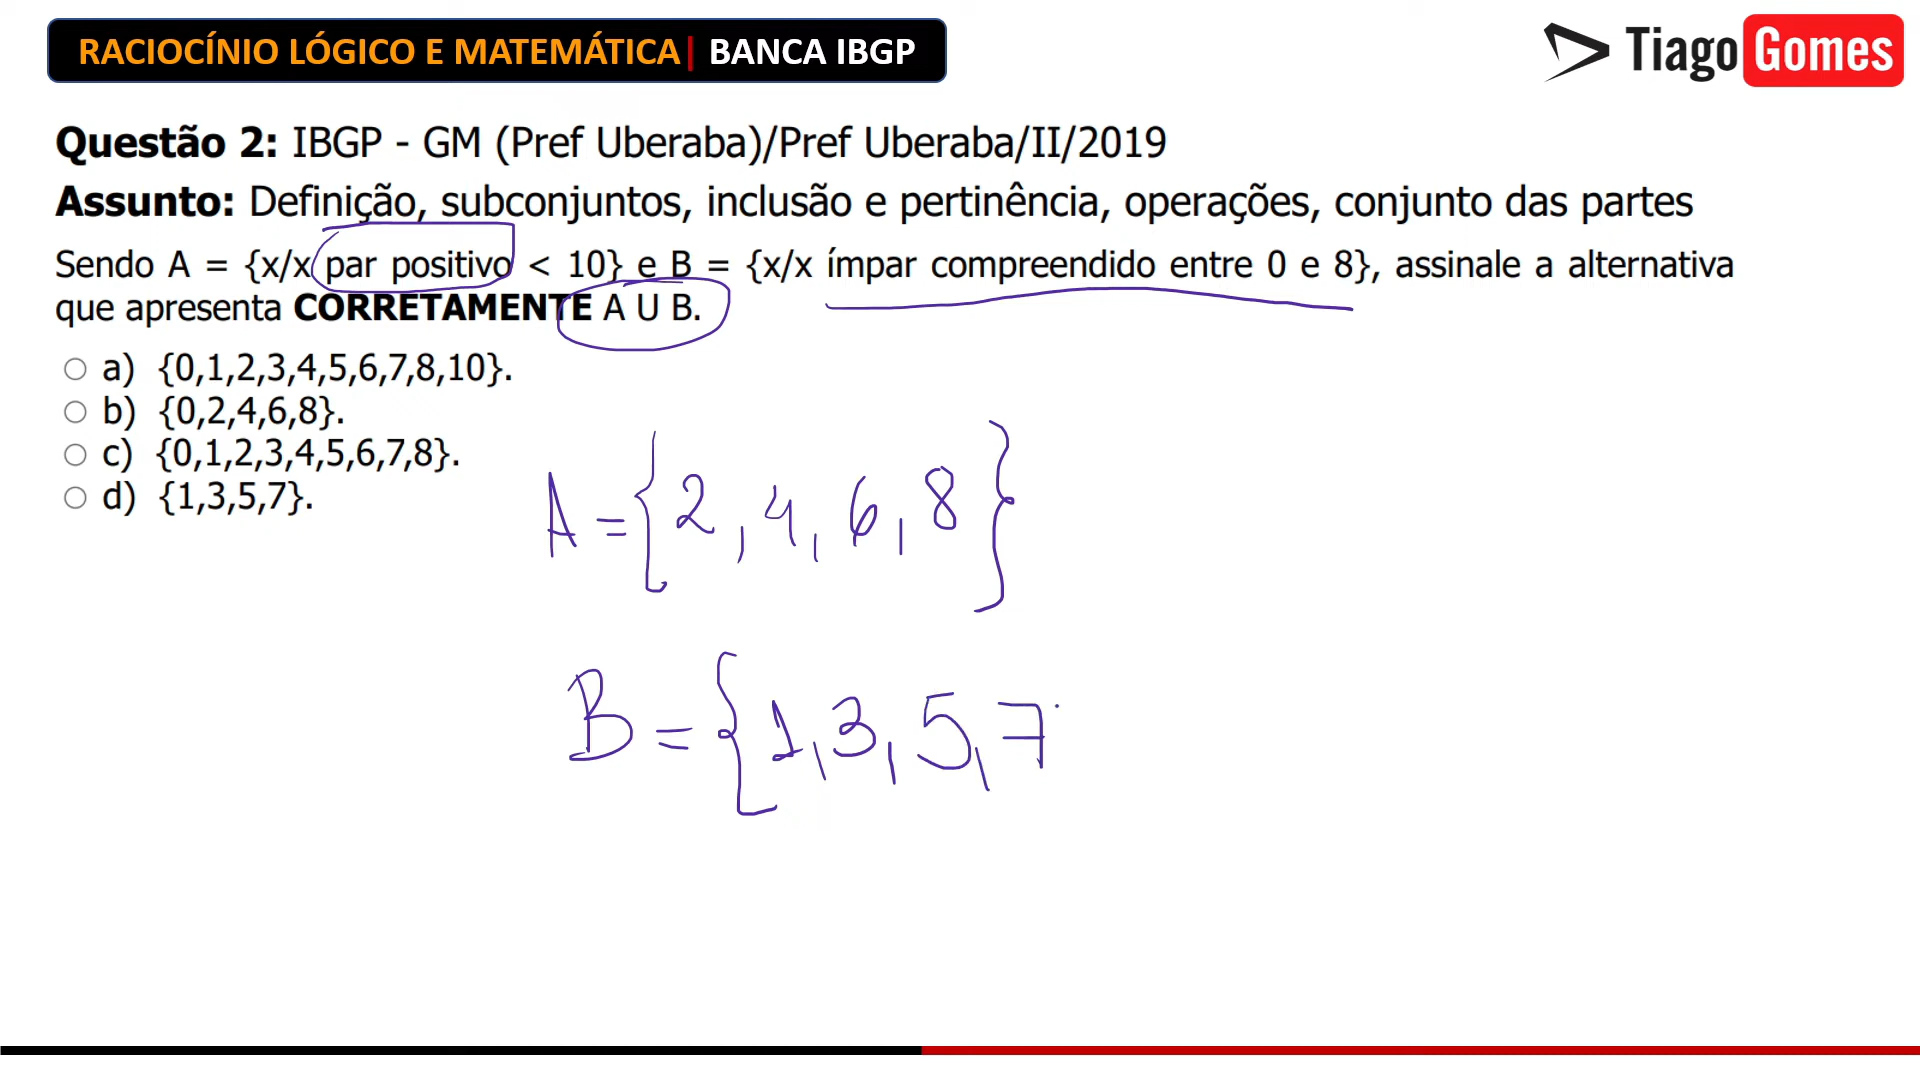 RACIOCÍNIO LÓGICO E MATEMÁTICA| BANCA IBGP
Tiago Gomes
Questão 2: IBGP - GM (Pref Uberaba)/Pref Uberaba/II/2019
Assunto: Definição, subconjuntos, inclusão e pertinência, operações, conjunto das partes
Sendo A = {x/x par positivo < 10} e B = {x/x ímpar compreendido entre 0 e 8}, assinale a alternativa
que apresenta CORRETAMENTE A U B.
a) {0,1,2,3,4,5,6,7,8,10}.
b) {0,2,4,6,8}.
c) {0,1,2,3,4,5,6,7,8}.
d) {1,3,5,7}.
A = {2, 4, 6, 8}
B = {1, 3, 5, 7